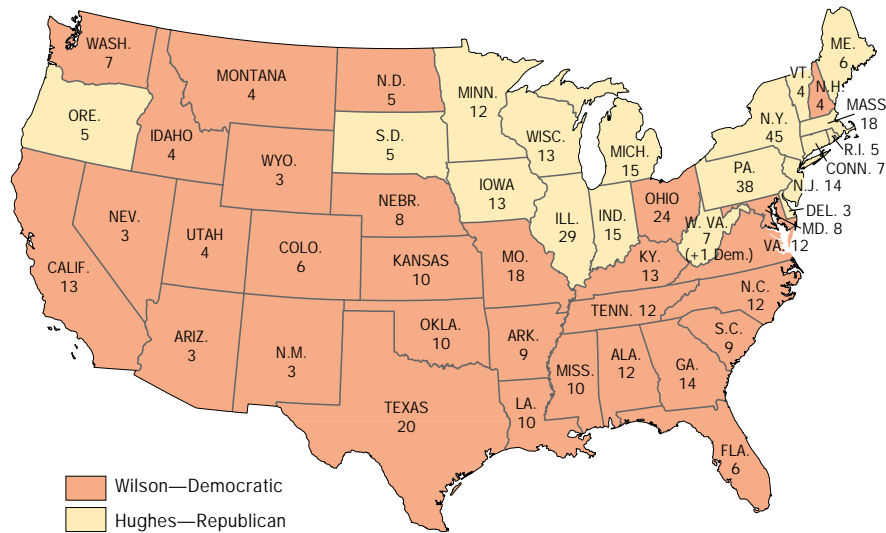 WASH.
7
ORE.
5
CALIF.
13
NEV.
3
IDAHO
4
MONTANA
4
WYO.
3
UTAH
4
COLO.
6
ARIZ.
3
N.M.
3
N.D.
5
S.D.
5
NEBR.
8
KANSAS
10
OKLA.
10
TEXAS
20
MINN.
12
IOWA
13
MO.
18
ARK.
9
LA.
10
WISC.
13
ILL.
29
MICH.
15
IND.
15
OHIO
24
KY.
13
TENN. 12
MISS.
10
ALA.
12
GA.
14
FLA.
6
S.C.
9
N.C.
12
VA. 12
W. VA.
7
(+1 Dem.)
PA.
38
N.Y.
45
VT.
4
N.H.
4
ME.
6
MASS
18
R.I. 5
CONN. 7
N.J. 14
DEL. 3
MD. 8
Wilson—Democratic
Hughes—Republican